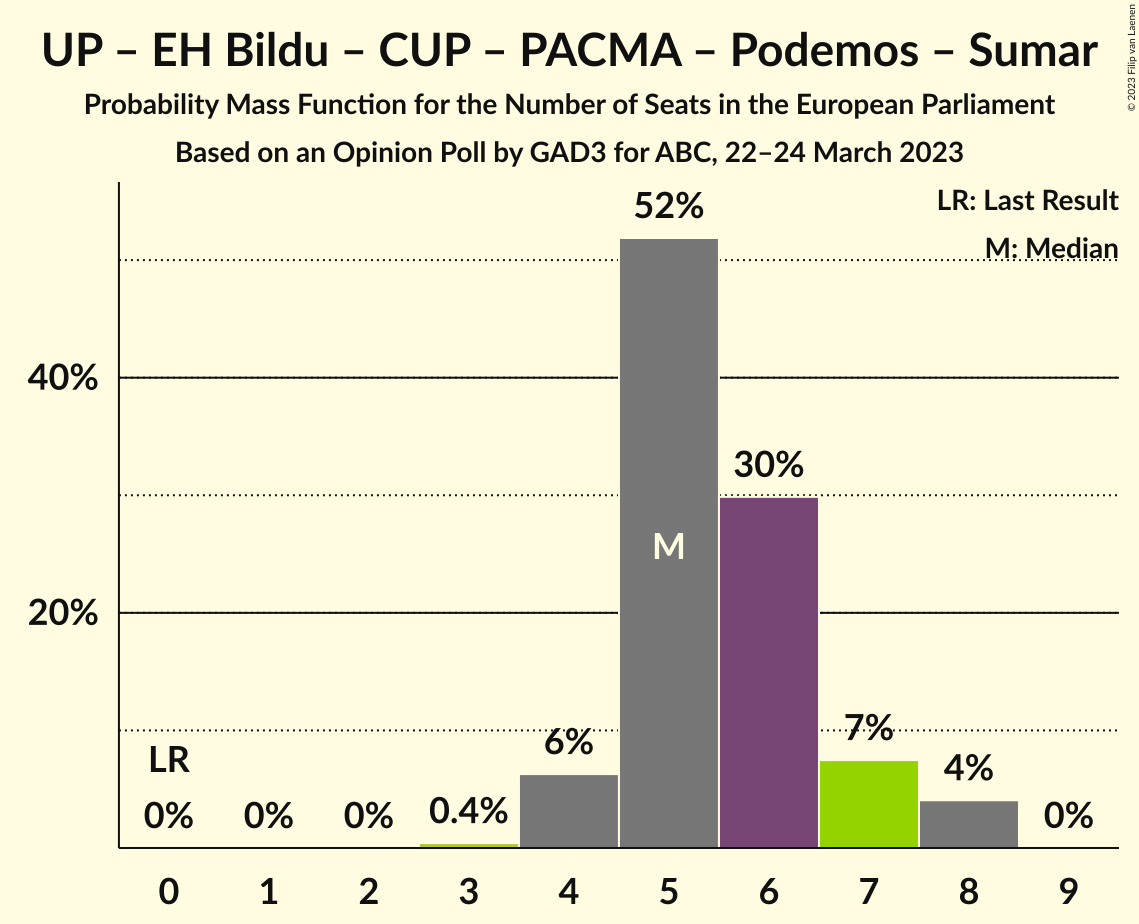 UP – EH Bildu – CUP – PACMA – Podemos – Sumar
Probability Mass Function for the Number of Seats in the European Parliament
Based on an Opinion Poll by GAD3 for ABC, 22–24 March 2023
© 2023 Filip van Laenen
LR: Last Result
M: Median
52%
40%
30%
M
20%
LR
0%
0%
0%
0.4%
6%
7%
4%
0%
0 1 2 3 4 5 6 7 8 9